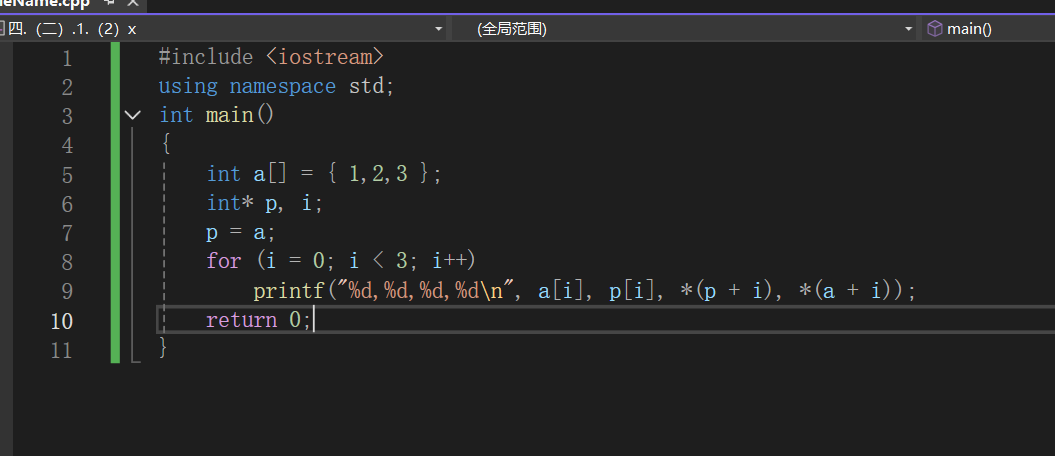 Name.cpp
四. (二) .1. (2) x
(全局范围)
main()
1 #include <iostream>
2 using namespace std;
3 int main()
4 {
5 int a[] = { 1,2,3 };
6 int* p, i;
7 p = a;
8 for (i = 0; i < 3; i++)
9 printf("%d,%d,%d,%d\n", a[i], p[i], *(p + i), *(a + i));
10 return 0;
11 }